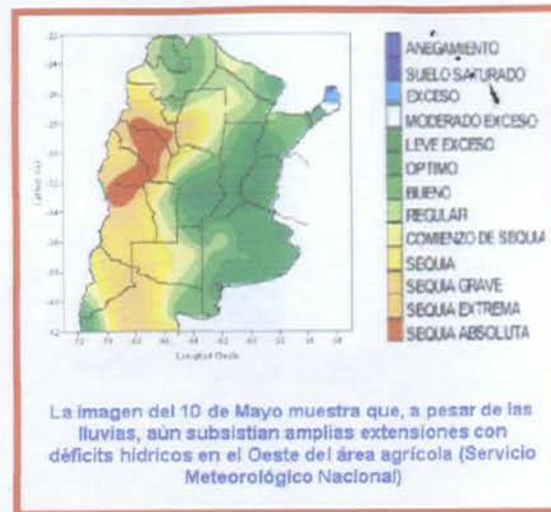 ANEGAMIENTO
SUELO SATURADO
EXCESO
MODERADO EXCESO
LEVE EXCESO
OPTIMO
BUENO
REGULAR
COMIENZO DE SEQUIA
SEQUIA
SEQUIA GRAVE
SEQUIA EXTREMA
SEQUIA ABSOLUTA
Longitud Oeste
La imagen del 10 de Mayo muestra que, a pesar de las
lluvias, aún subsistían amplias extensiones con
déficits hídricos en el Oeste del área agrícola (Servicio
Meteorológico Nacional)